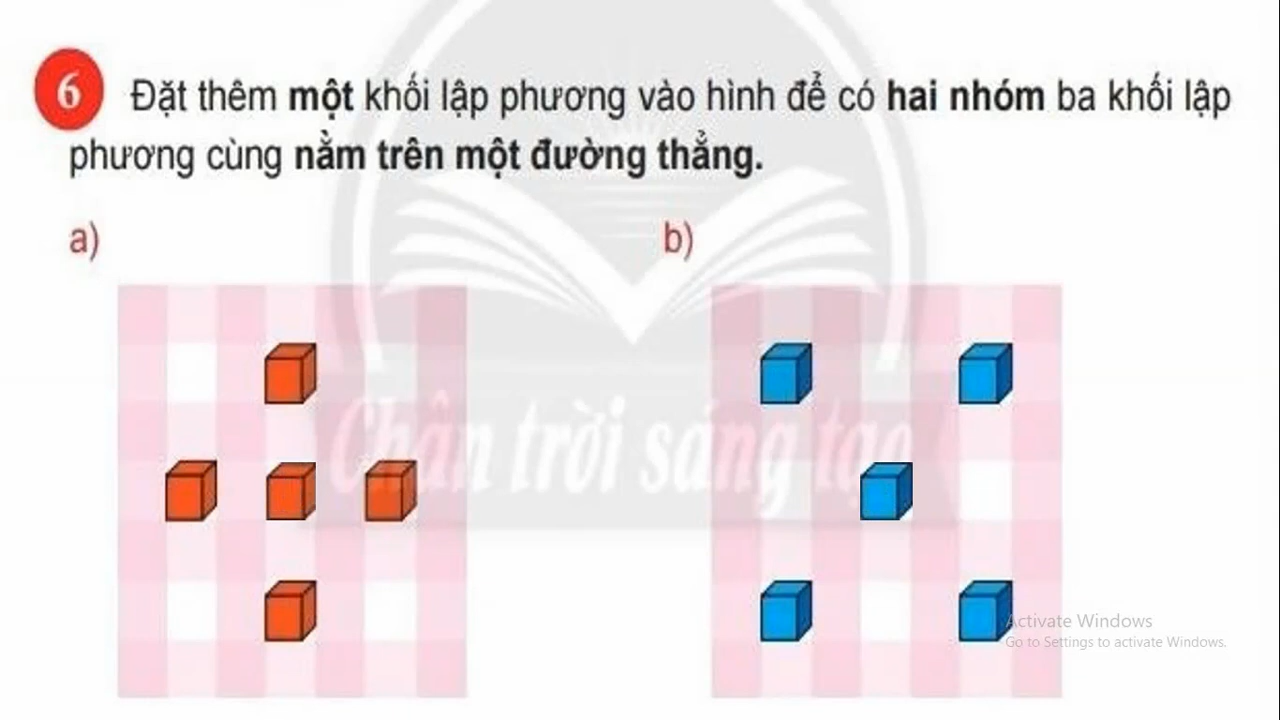 6 Đặt thêm một khối lập phương vào hình để có hai nhóm ba khối lập
phương cùng nằm trên một đường thẳng.
a)
b)
Chân trời sáng tạo
Activate Windows
Go to Settings to activate Windows.